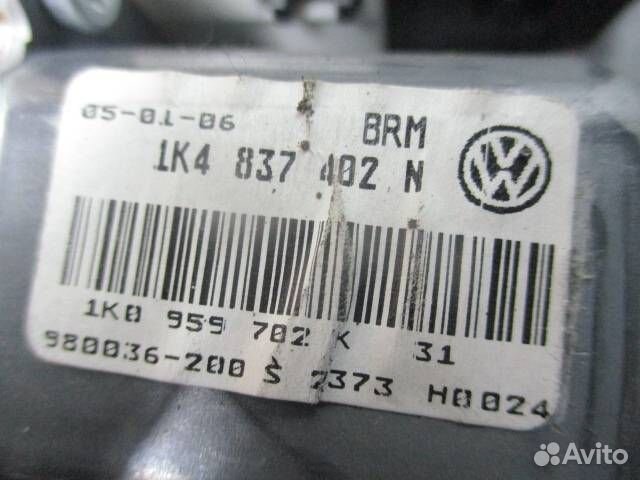 05-01-06 BRM
1K4 837 402 N
1K0 959 702 K 31
980036-200 S 2373 H0024
Avito